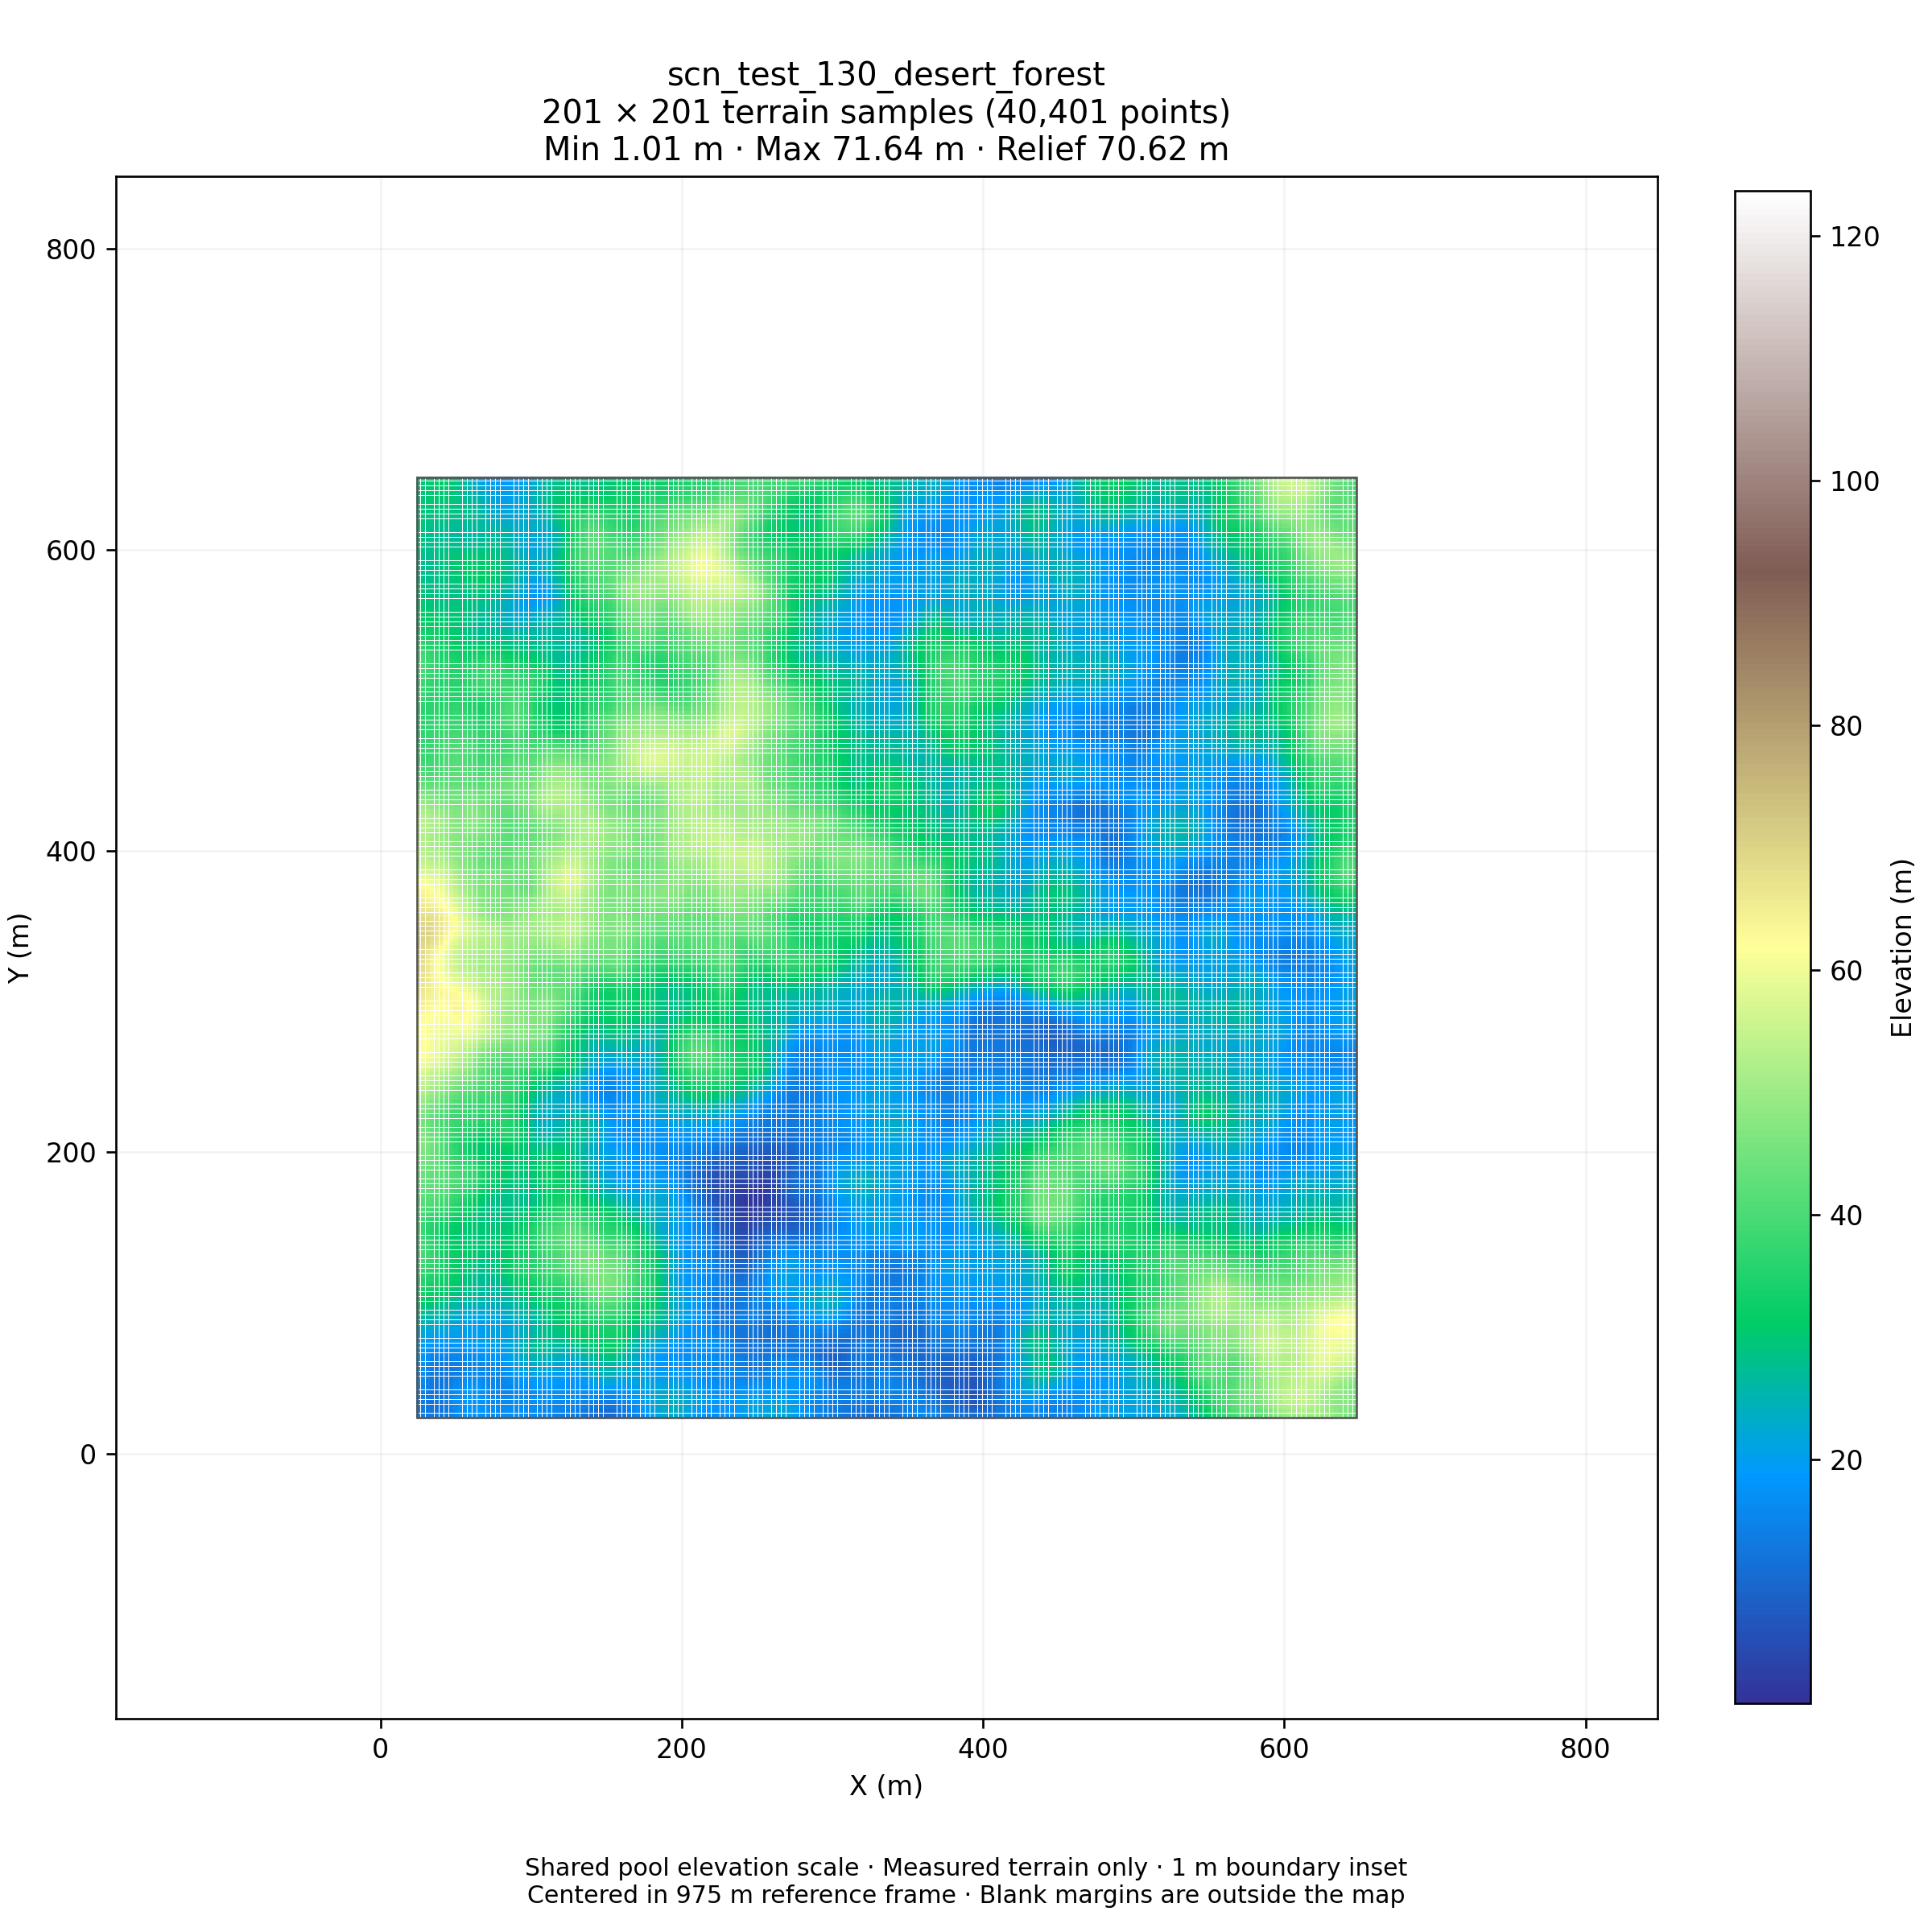 scn_test_130_desert_forest
201 × 201 terrain samples (40,401 points)
Min 1.01 m · Max 71.64 m · Relief 70.62 m
800
600
400
200
0
Y (m)
0
200
400
600
800
X (m)
120
100
80
60
40
20
Elevation (m)
Shared pool elevation scale · Measured terrain only · 1 m boundary inset
Centered in 975 m reference frame · Blank margins are outside the map